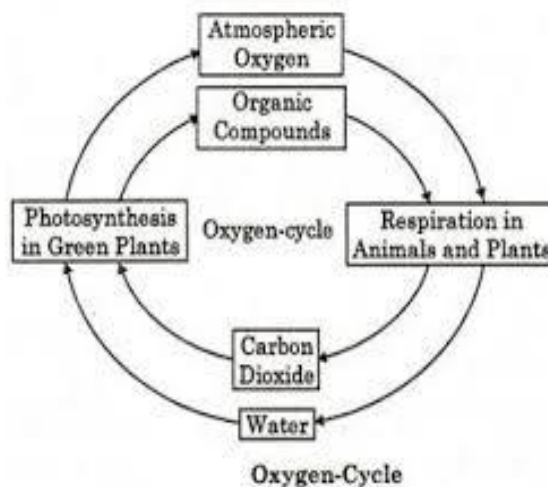 Atmospheric
Oxygen
Organic
Compounds
Photosynthesis
in Green Plants
Oxygen-cycle
Respiration in
Animals and Plants
Carbon
Dioxide
Water
Oxygen-Cycle